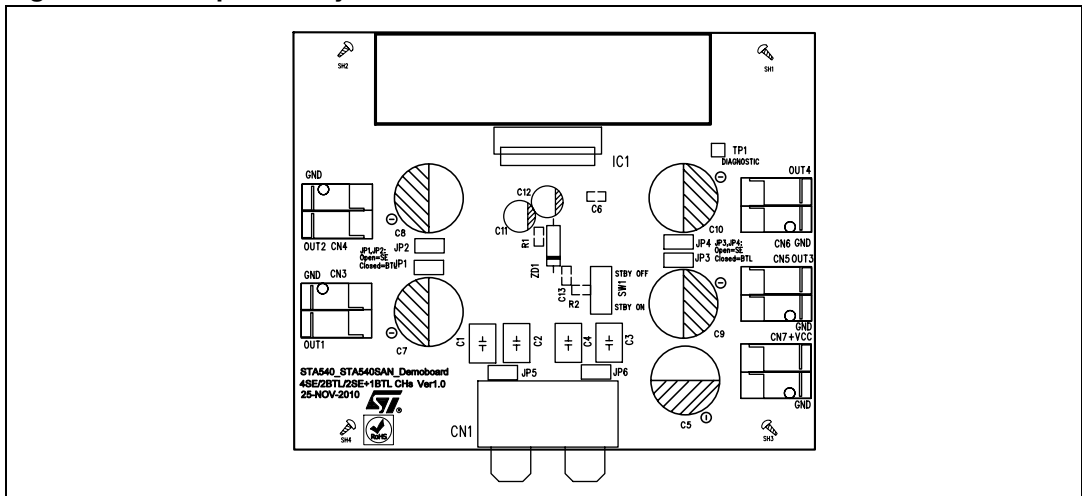 SH2
SH1
IC1
TP1
DIAGNOSTIC
GND
OUT4
C12
C8
C11
C6
C10
R1
OUT2 CN4
JP1,JP2:
Open=SE
Closed=BTL
JP2
JP1
JP4
JP3
JP3,JP4:
Open=SE
Closed=BTL
CN6 GND
CN5 OUT3
ZD1
C13
R2
SW1
STBY OFF
STBY ON
GND CN3
OUT1
C7
C9
GND
CN7 +VCC
C1
C2
C4
C3
JP5
JP6
STA540_STA540SAN_Demoboard
4SE/2BTL/2SE+1BTL CHs Ver1.0
25-NOV-2010
ST
RoHS
CN1
C5
GND
SH4
SH3